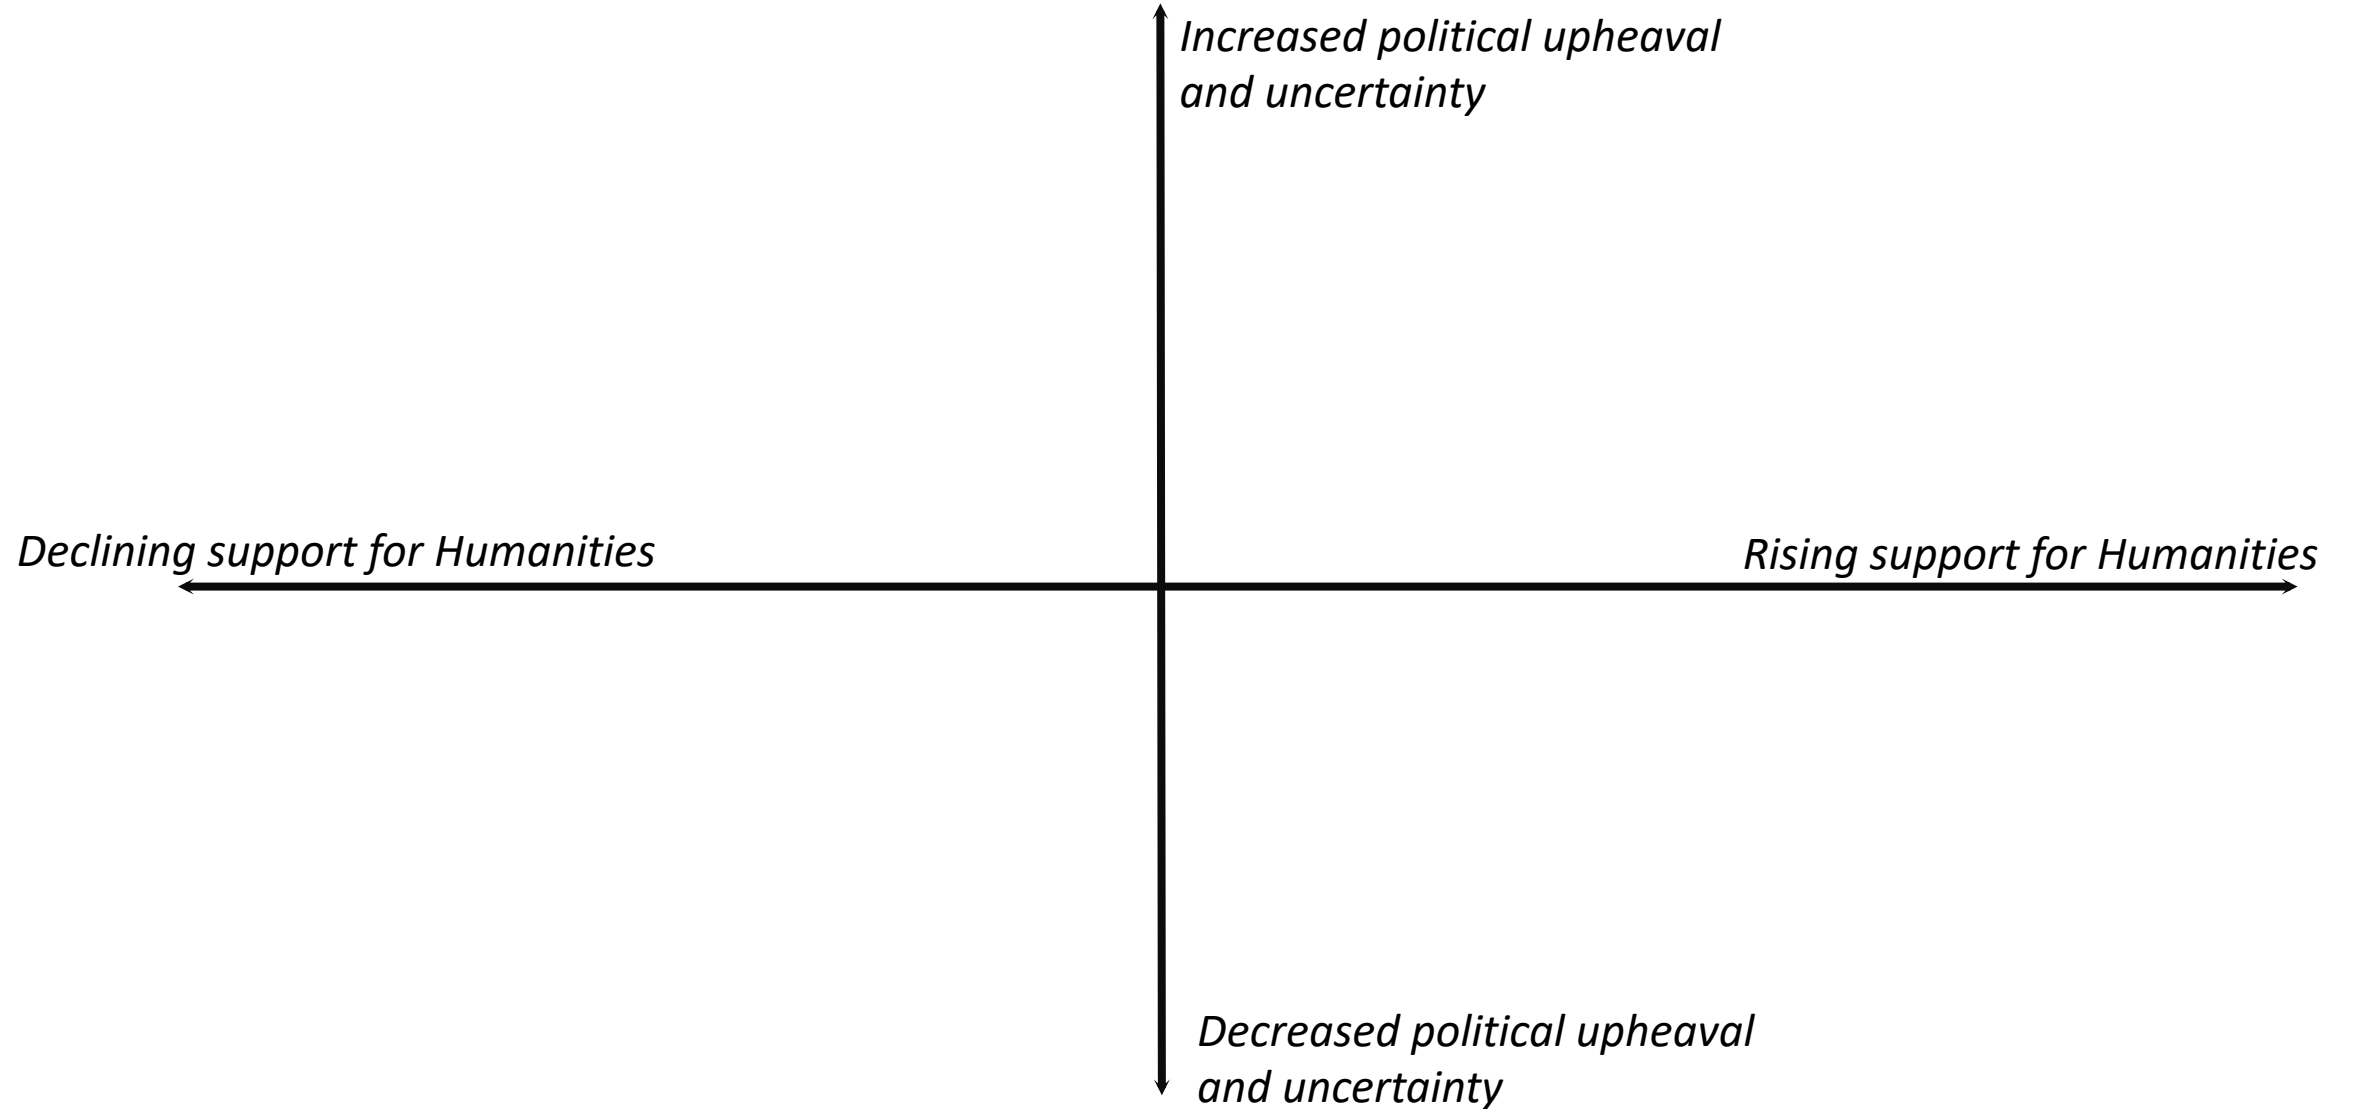 Increased political upheaval
and uncertainty
Declining support for Humanities
Rising support for Humanities
Decreased political upheaval
and uncertainty